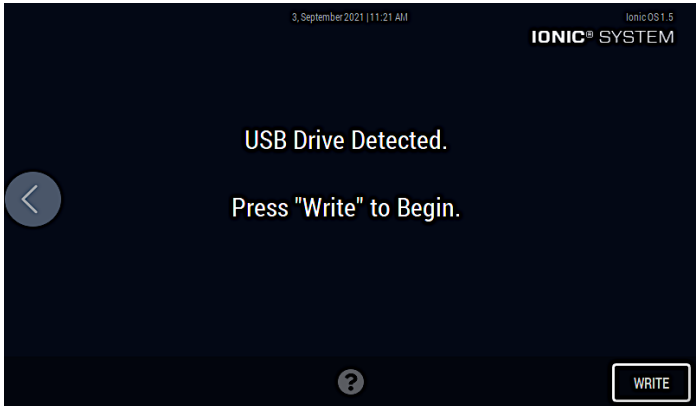 3, September 2021 | 11:21 AM
Ionic OS 1.5
IONIC® SYSTEM
USB Drive Detected.
Press "Write" to Begin.
?
WRITE